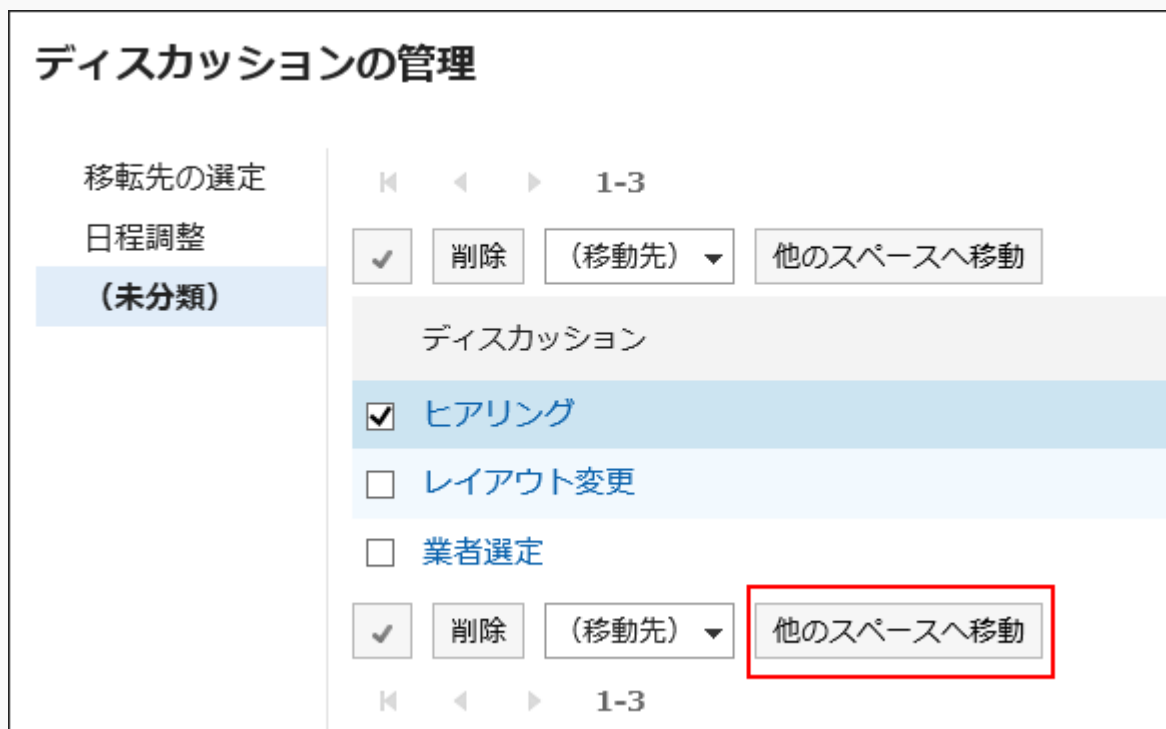 ディスカッションの管理
移転先の選定
日程調整
（未分類）
1-3
削除 （移動先） 他のスペースへ移動
ディスカッション
ヒアリング
レイアウト変更
業者選定
削除 （移動先） 他のスペースへ移動
1-3